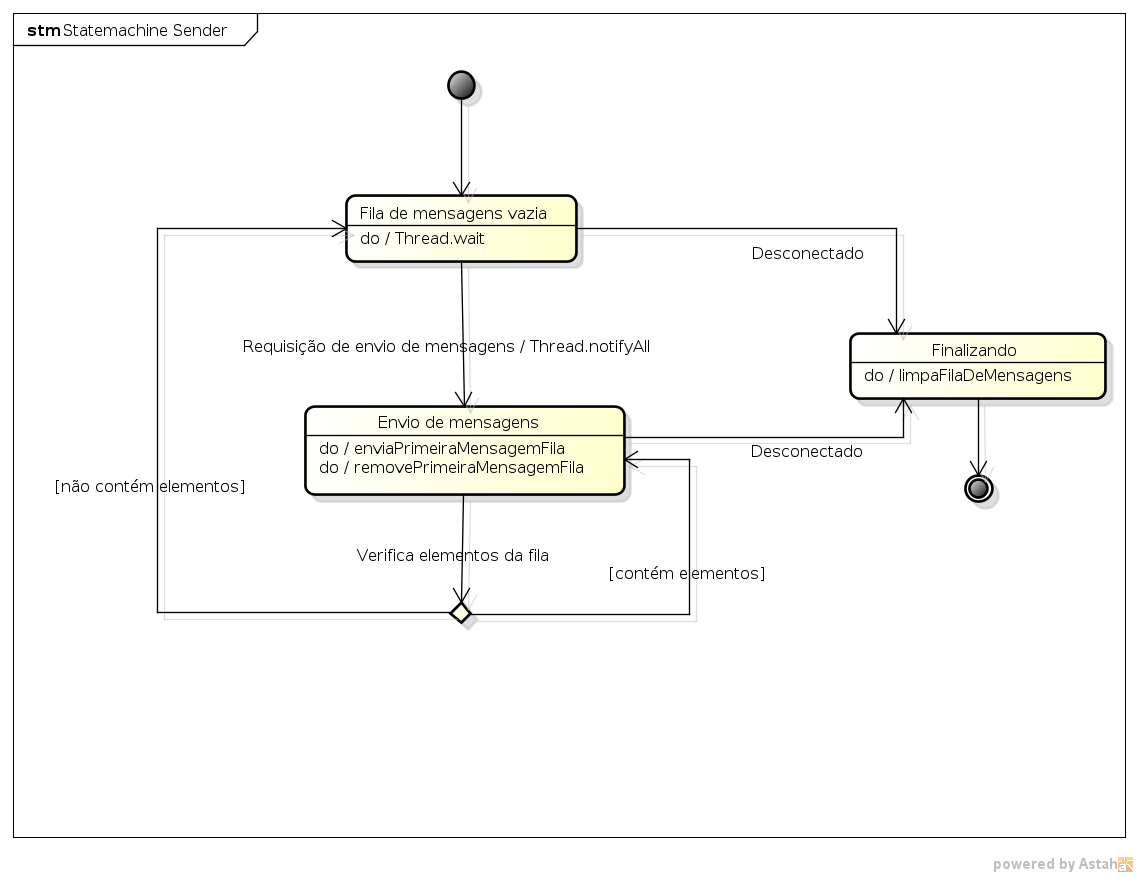 stm Statemachine Sender
Fila de mensagens vazia
do / Thread.wait
Desconectado
Requisição de envio de mensagens / Thread.notifyAll
Finalizando
do / limpaFilaDeMensagens
Envio de mensagens
do / enviaPrimeiraMensagemFila
do / removePrimeiraMensagemFila
Desconectado
[não contém elementos]
Verifica elementos da fila
[contém elementos]
powered by Astah